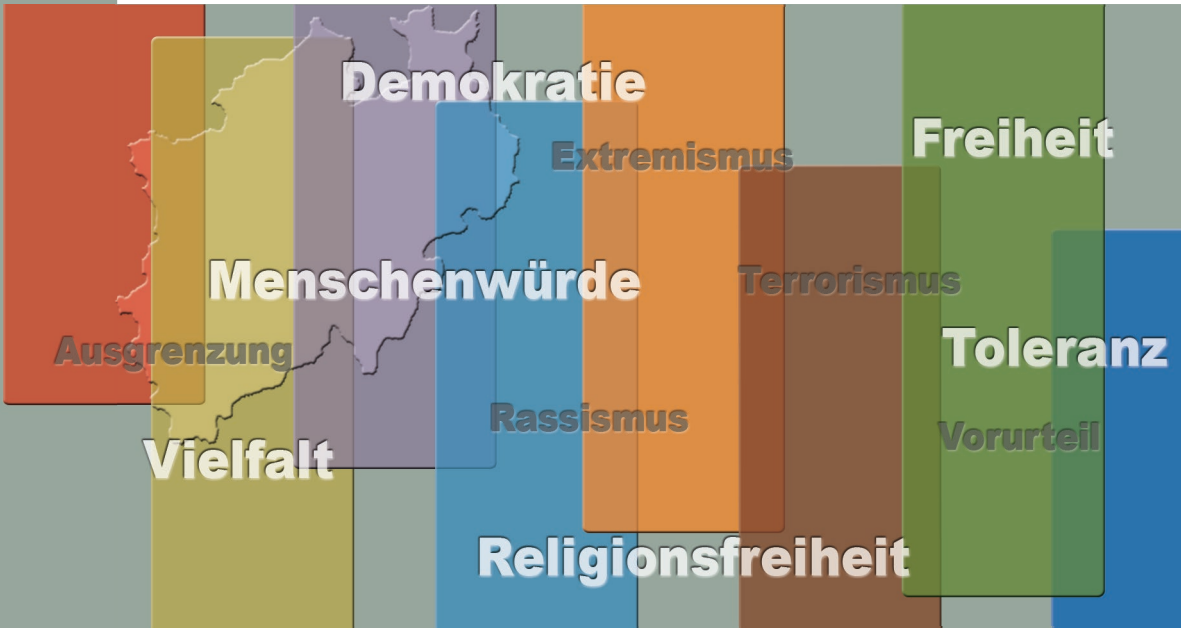 Demokratie
Freiheit
Extremismus
Menschenwürde
Terrorismus
Ausgrenzung
Toleranz
Rassismus
Vorurteil
Vielfalt
Religionsfreiheit